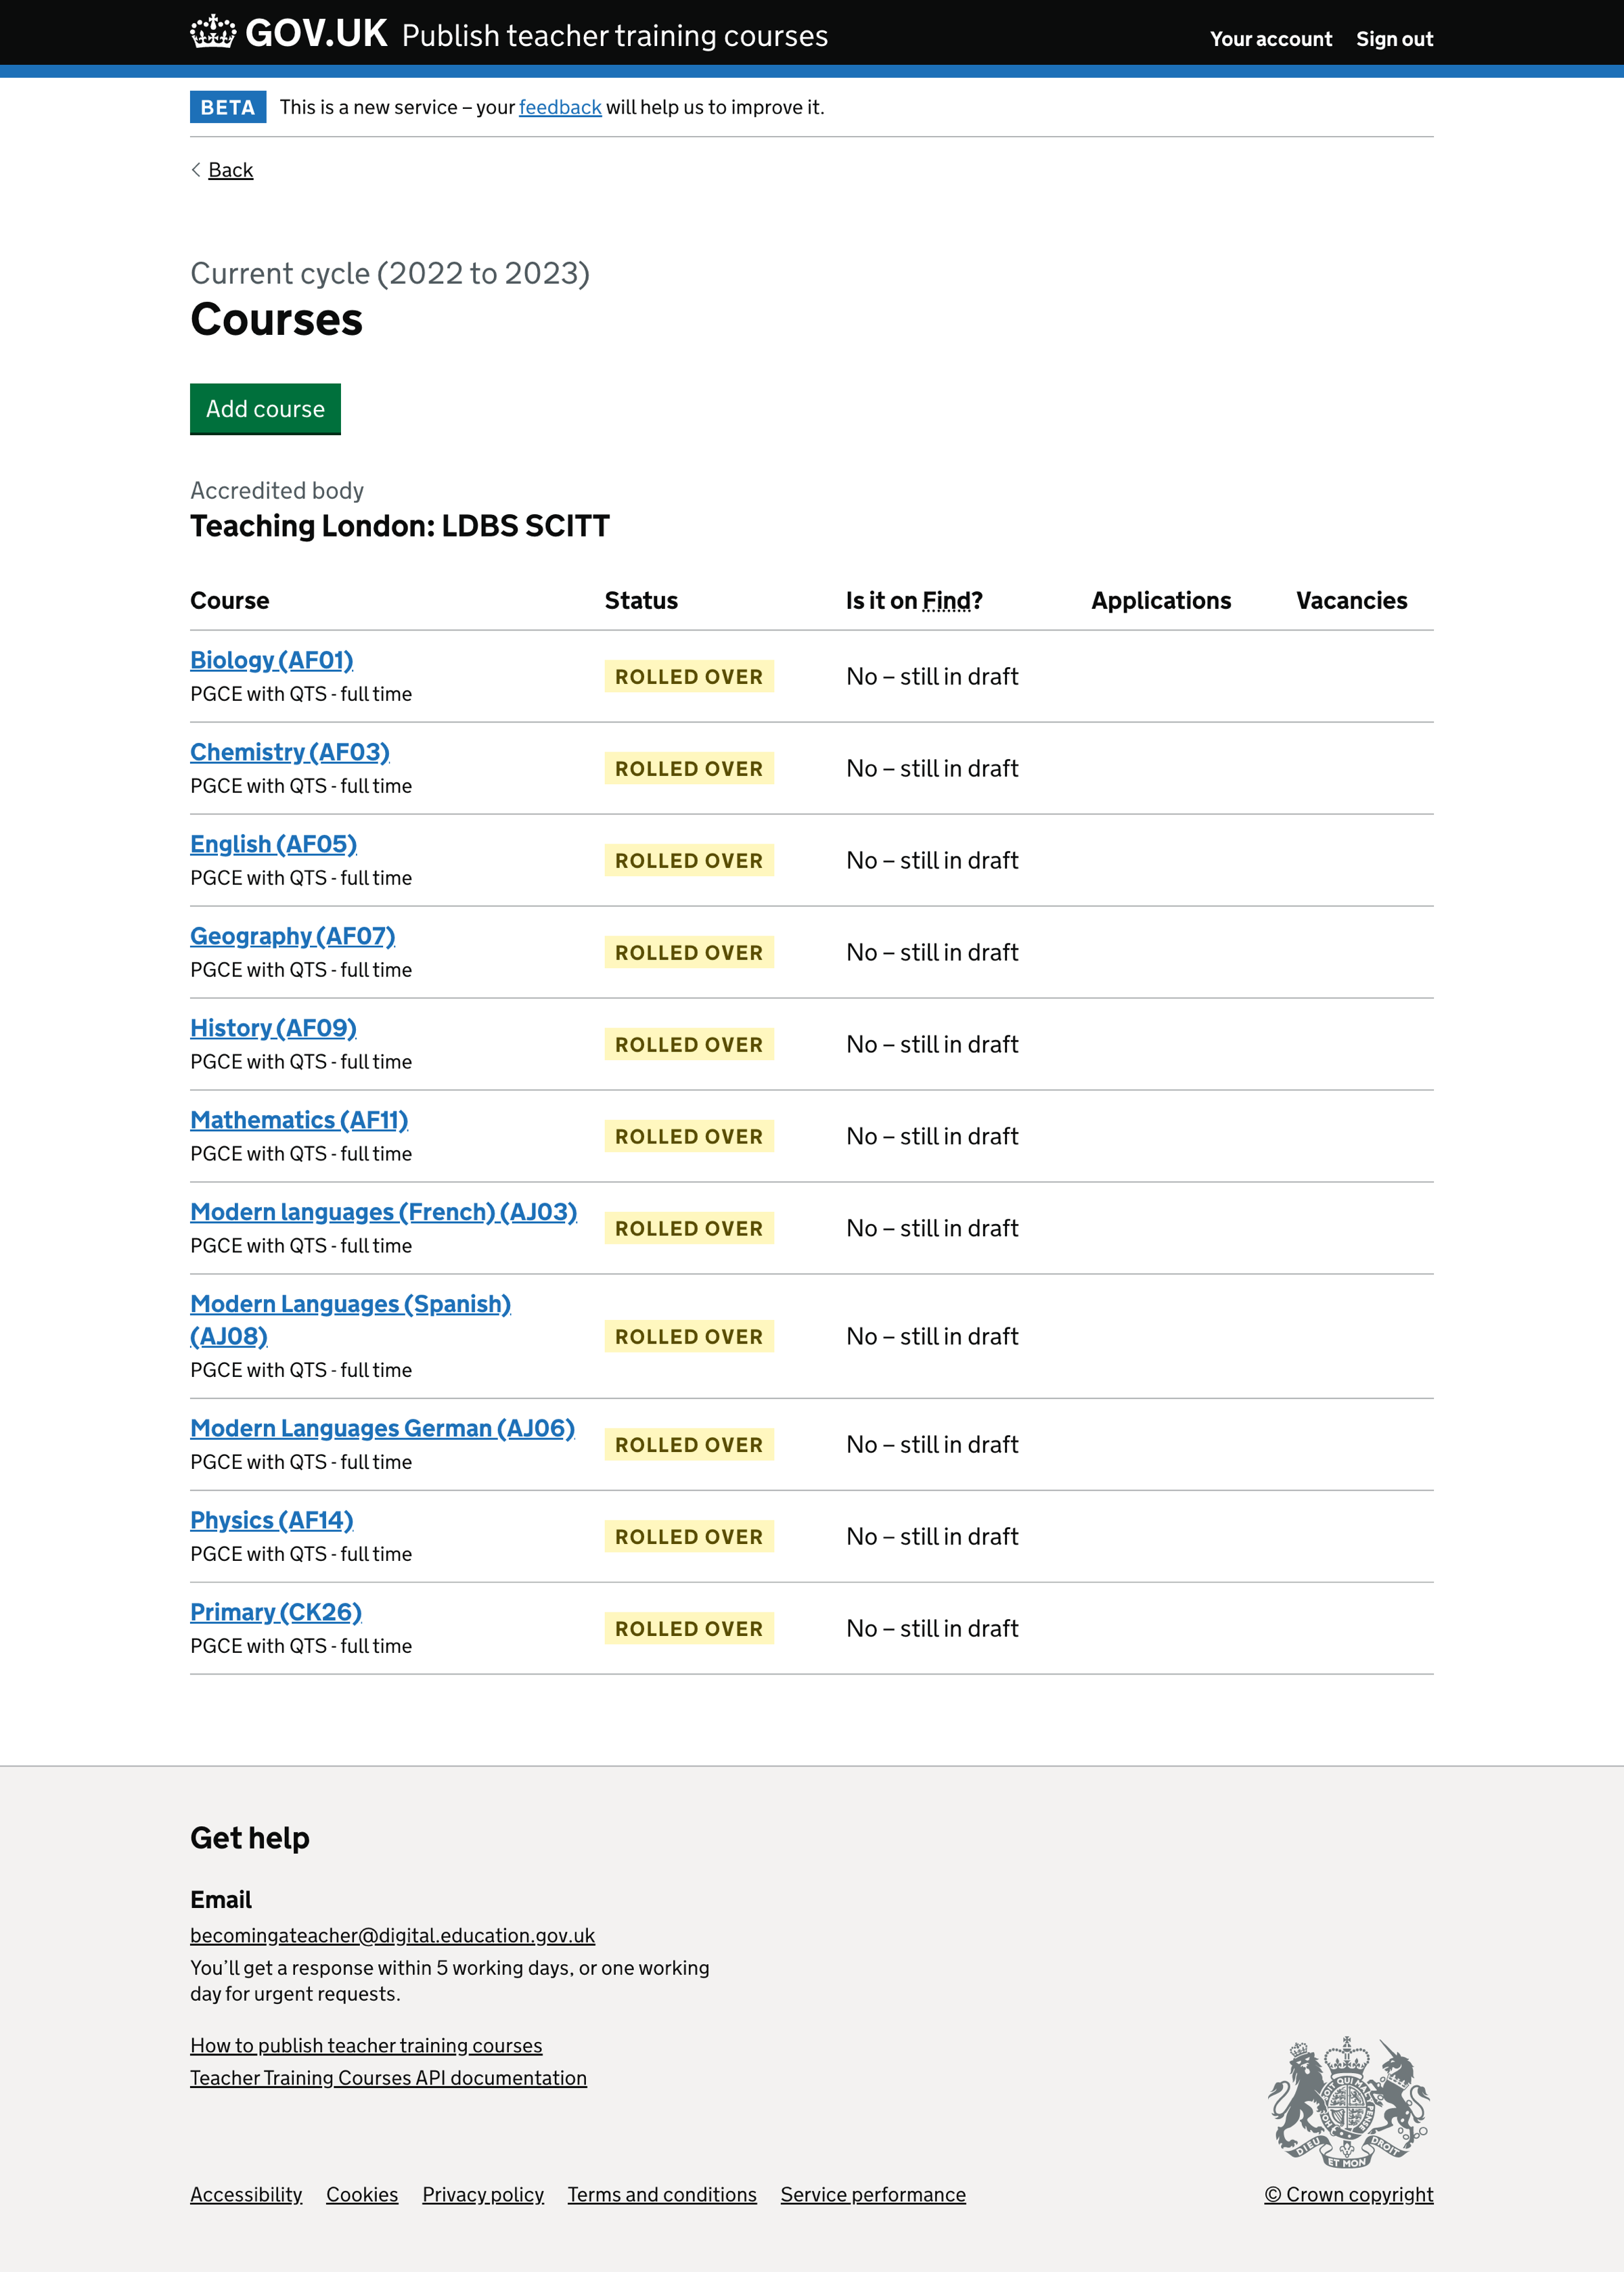 GOV.UK Publish teacher training courses Your account Sign out
BETA This is a new service – your feedback will help us to improve it.
Back
Current cycle (2022 to 2023)
Courses
Add course
Accredited body
Teaching London: LDBS SCITT
Course Status Is it on Find? Applications Vacancies
Biology (AF01)
PGCE with QTS - full time
ROLLED OVER No – still in draft
Chemistry (AF03)
PGCE with QTS - full time
ROLLED OVER No – still in draft
English (AF05)
PGCE with QTS - full time
ROLLED OVER No – still in draft
Geography (AF07)
PGCE with QTS - full time
ROLLED OVER No – still in draft
History (AF09)
PGCE with QTS - full time
ROLLED OVER No – still in draft
Mathematics (AF11)
PGCE with QTS - full time
ROLLED OVER No – still in draft
Modern languages (French) (AJ03)
PGCE with QTS - full time
ROLLED OVER No – still in draft
Modern Languages (Spanish)
(AJ08)
PGCE with QTS - full time
ROLLED OVER No – still in draft
Modern Languages German (AJ06)
PGCE with QTS - full time
ROLLED OVER No – still in draft
Physics (AF14)
PGCE with QTS - full time
ROLLED OVER No – still in draft
Primary (CK26)
PGCE with QTS - full time
ROLLED OVER No – still in draft
Get help
Email
becomingateacher@digital.education.gov.uk
You’ll get a response within 5 working days, or one working
day for urgent requests.
How to publish teacher training courses
Teacher Training Courses API documentation
DIEU ET MON DROIT
Accessibility Cookies Privacy policy Terms and conditions Service performance © Crown copyright